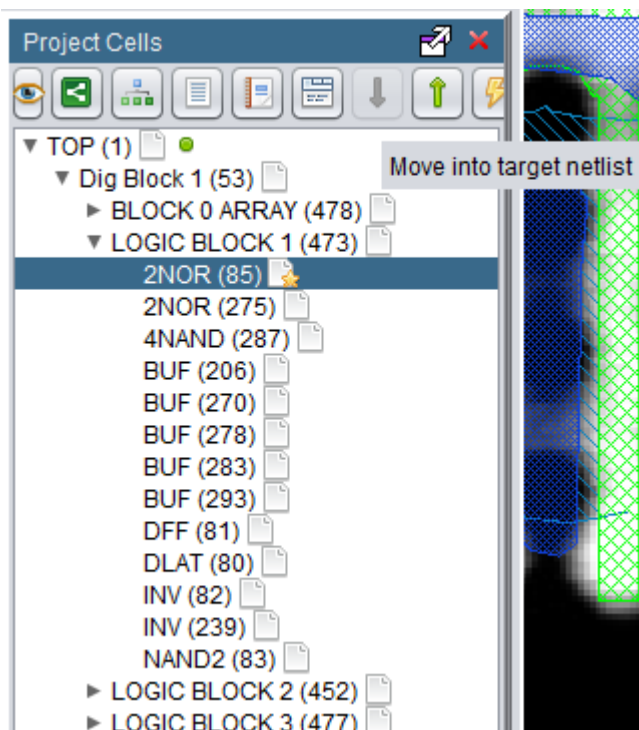 Project Cells
Move into target netlist
TOP (1)
Dig Block 1 (53)
BLOCK 0 ARRAY (478)
LOGIC BLOCK 1 (473)
2NOR (85)
2NOR (275)
4NAND (287)
BUF (206)
BUF (270)
BUF (278)
BUF (283)
BUF (293)
DFF (81)
DLAT (80)
INV (82)
INV (239)
NAND2 (83)
LOGIC BLOCK 2 (452)
LOGIC BLOCK 3 (477)